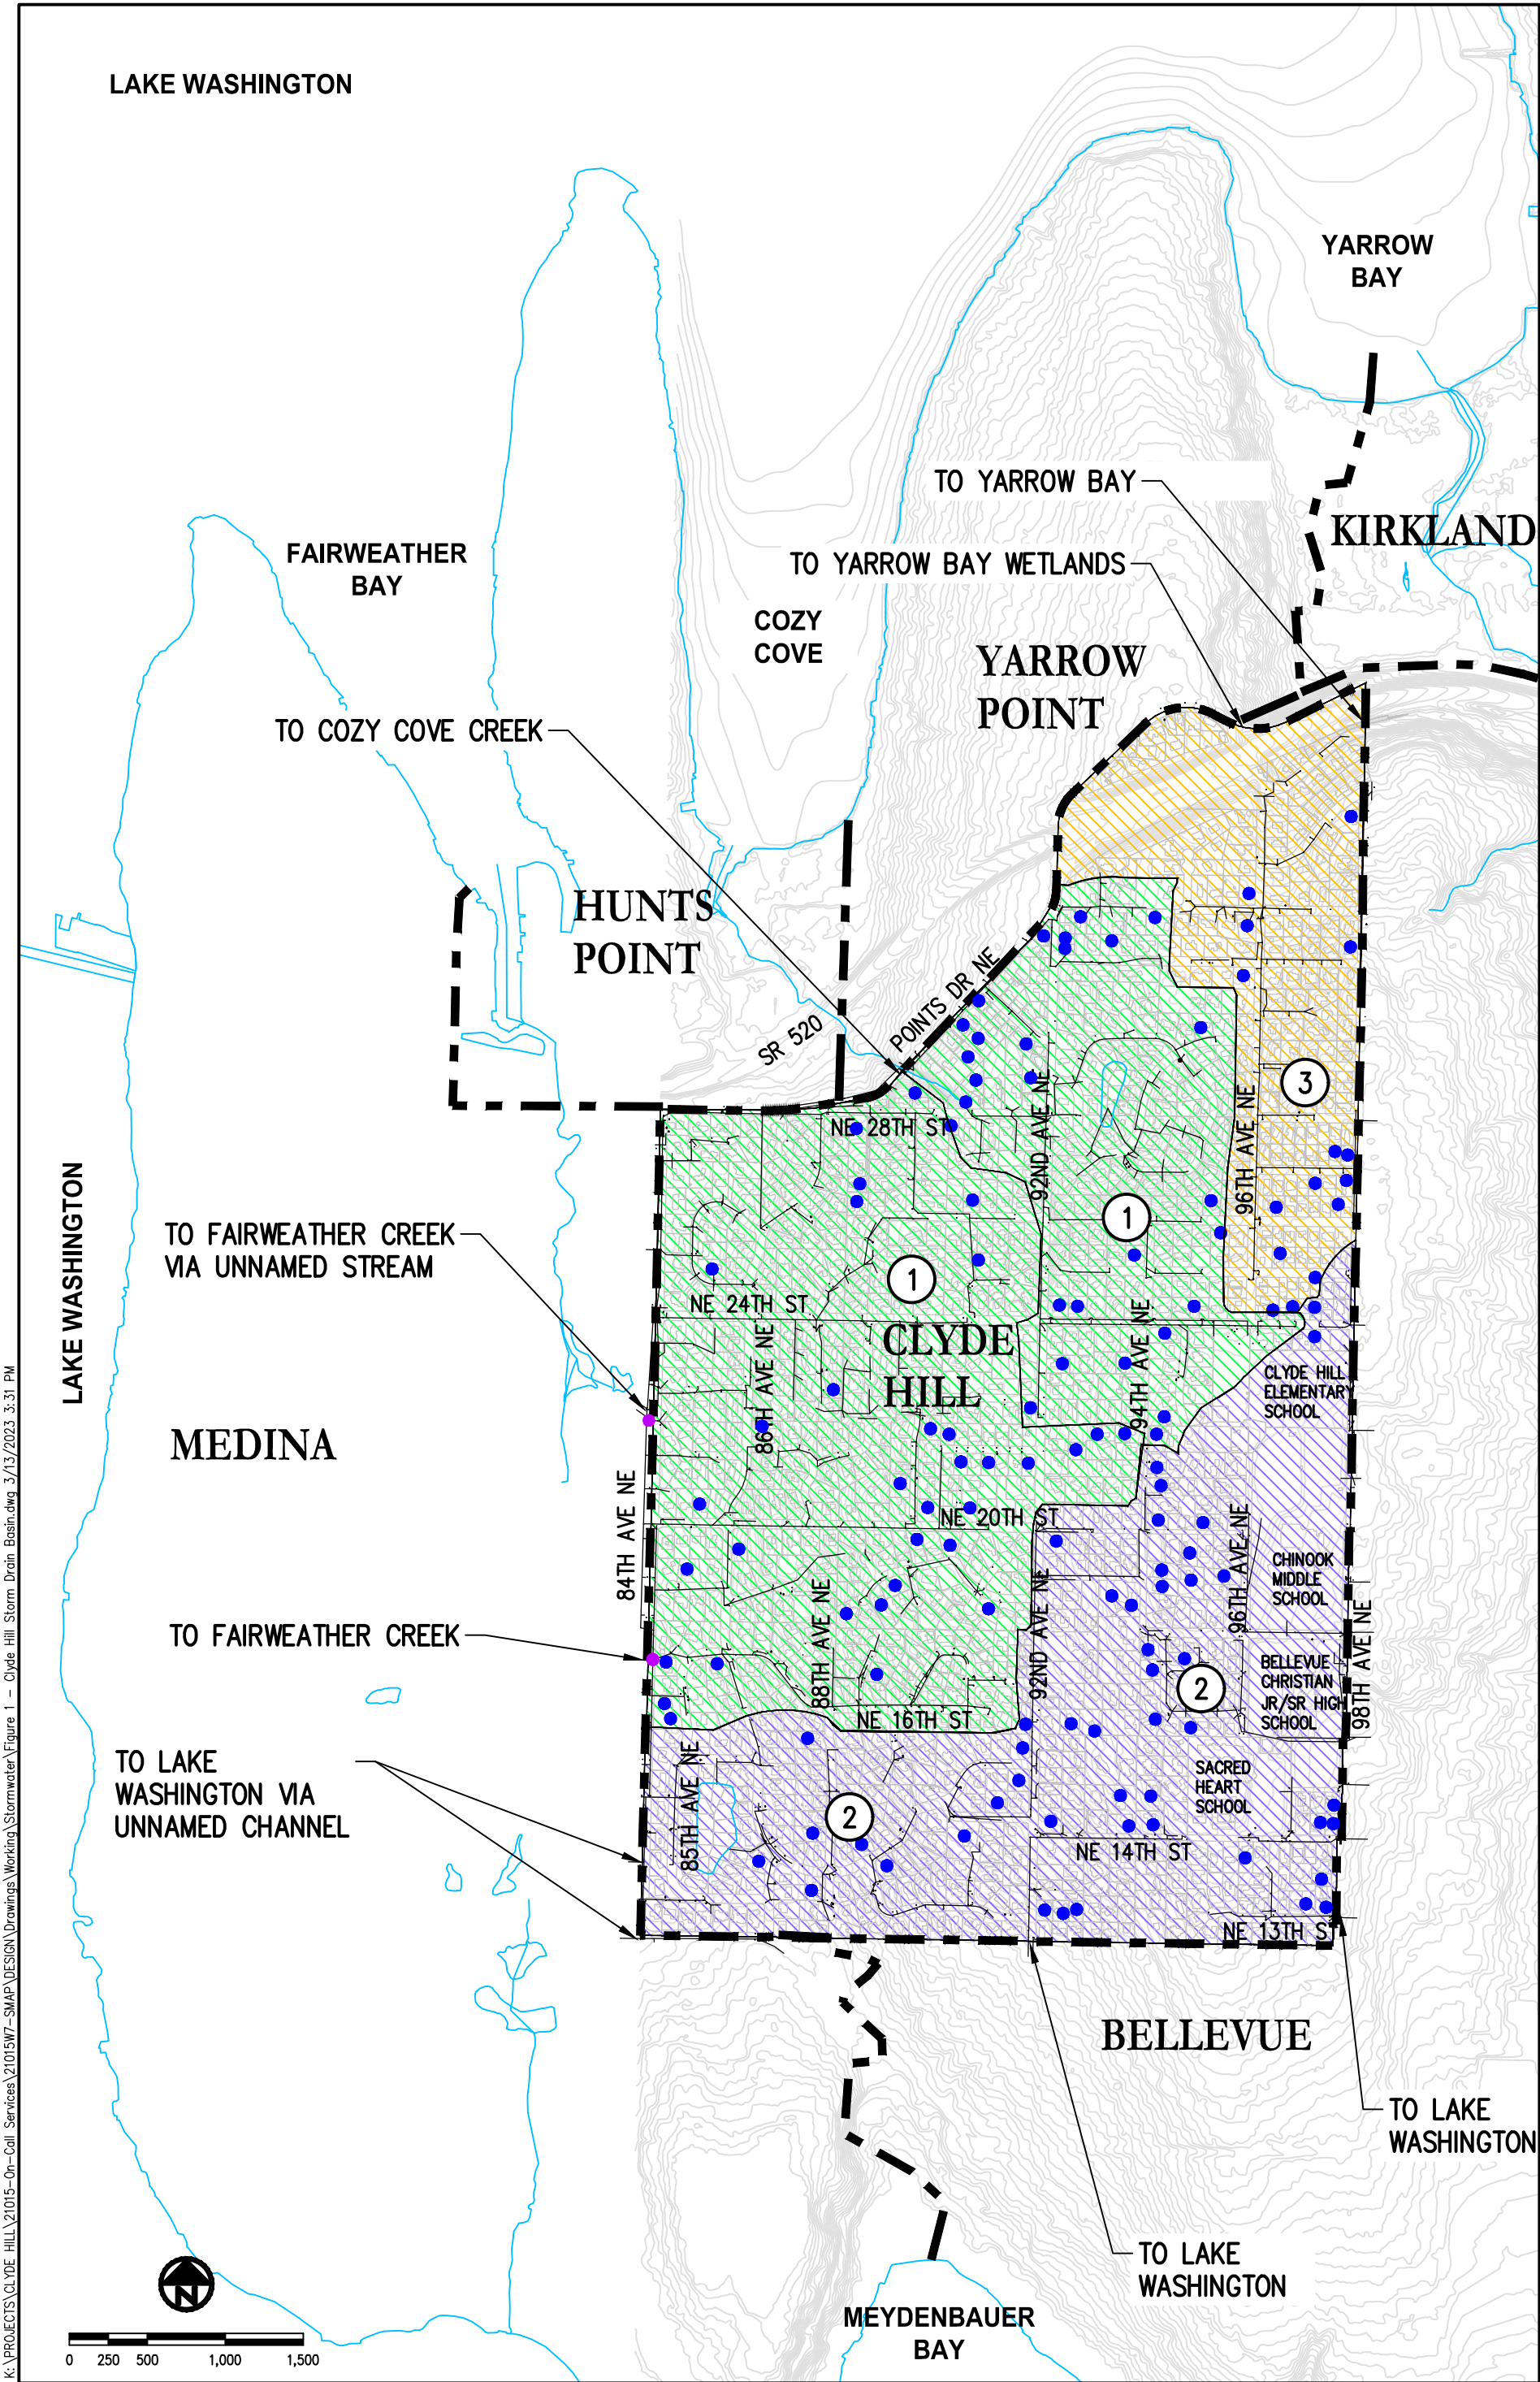 LAKE WASHINGTON
YARROW
BAY
TO YARROW BAY
KIRKLAND
FAIRWEATHER
BAY
TO YARROW BAY WETLANDS
COZY
COVE
YARROW
POINT
TO COZY COVE CREEK
HUNTS
POINT
POINTS DR NE
SR 520
3
NE 28TH ST
92ND AVE NE
96TH AVE NE
LAKE WASHINGTON
TO FAIRWEATHER CREEK
VIA UNNAMED STREAM
1
1
NE 24TH ST
CLYDE
HILL
86TH AVE NE
94TH AVE NE
CLYDE HILL
ELEMENTARY
SCHOOL
MEDINA
84TH AVE NE
NE 20TH ST
96TH AVE NE
CHINOOK
MIDDLE
SCHOOL
88TH AVE NE
92ND AVE NE
98TH AVE NE
TO FAIRWEATHER CREEK
2
BELLEVUE
CHRISTIAN
JR/SR HIGH
SCHOOL
NE 16TH ST
TO LAKE
WASHINGTON VIA
UNNAMED CHANNEL
85TH AVE NE
2
SACRED
HEART
SCHOOL
NE 14TH ST
NE 13TH ST
BELLEVUE
TO LAKE
WASHINGTON
TO LAKE
WASHINGTON
MEYDENBAUER
BAY
N
0 250 500 1,000 1,500
K:\PROJECTS\CLYDE HILL\21015-On-Call Services\21015W7-SMAP\DESIGN\Drawings\Working\Stormwater\Figure 1 - Clyde Hill Storm Drain Basin.dwg 3/13/2023 3:31 PM